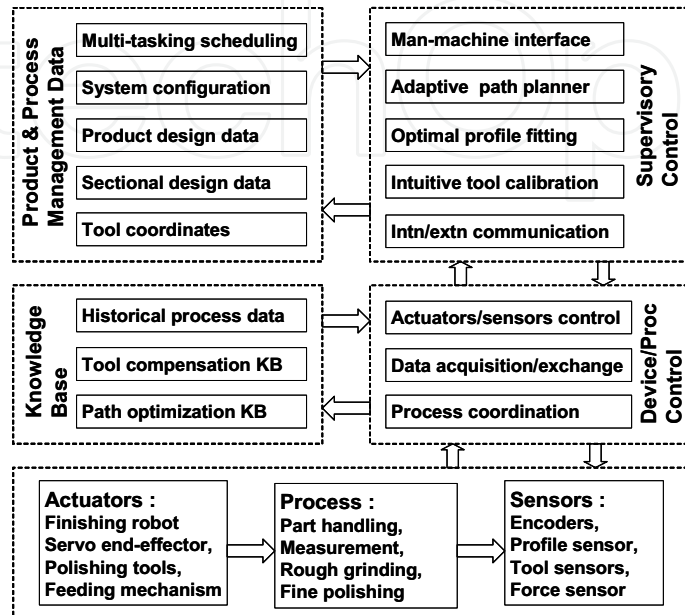 Product & Process
Management Data
Multi-tasking scheduling
System configuration
Product design data
Sectional design data
Tool coordinates
Man-machine interface
Adaptive path planner
Optimal profile fitting
Intuitive tool calibration
Intn/extn communication
Supervisory
Control
Knowledge
Base
Historical process data
Tool compensation KB
Path optimization KB
Actuators/sensors control
Data acquisition/exchange
Process coordination
Device/Proc
Control
Actuators :
Finishing robot
Servo end-effector,
Polishing tools,
Feeding mechanism
Process :
Part handling,
Measurement,
Rough grinding,
Fine polishing
Sensors :
Encoders,
Profile sensor,
Tool sensors,
Force sensor